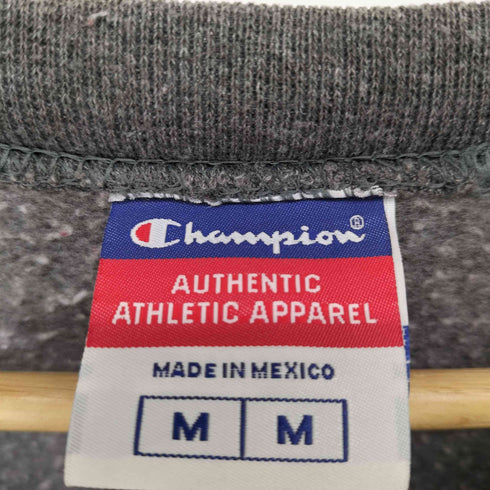 Champion®
AUTHENTIC
ATHLETIC APPAREL
MADE IN MEXICO
M M